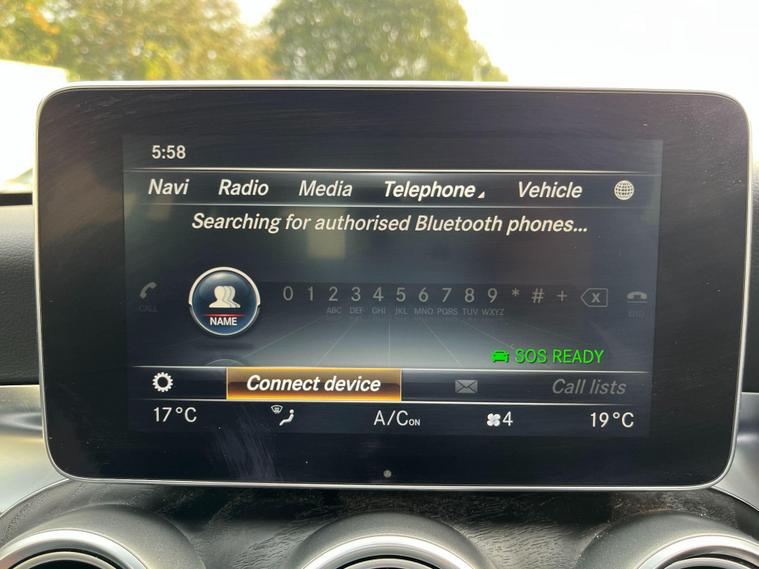 5:58
Navi Radio Media Telephone Vehicle
Searching for authorised Bluetooth phones...
0 1 2 3 4 5 6 7 8 9 * # +
ABC DEF GHI JKL MNO PQRS TUV WXYZ
CALL NAME END
SOS READY
Connect device Call lists
17°C A/C ON 4 19°C